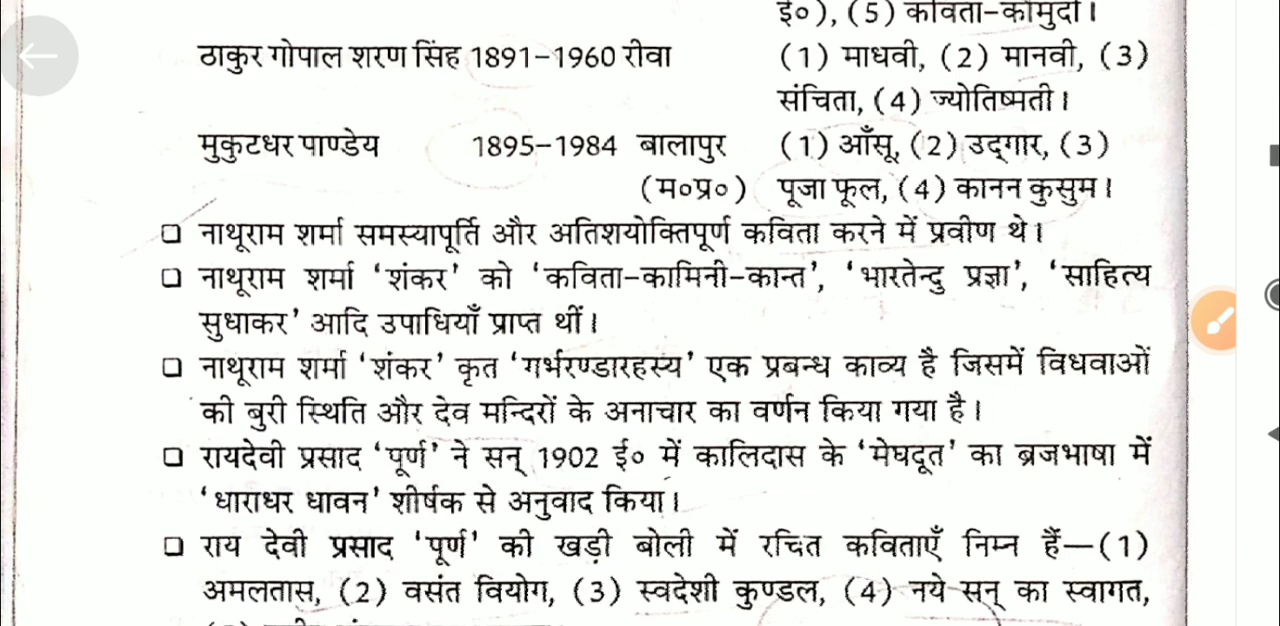 ई०), (5) कविता-कौमुदी।
ठाकुर गोपाल शरण सिंह 1891-1960 रीवा (1) माधवी, (2) मानवी, (3)
संचिता, (4) ज्योतिष्मती।
मुकुटधर पाण्डेय 1895-1984 बालापुर (1) आँसू, (2) उद्गार, (3)
(म०प्र०) पूजा फूल, (4) कानन कुसुम।
❑ नाथूराम शर्मा समस्यापूर्ति और अतिशयोक्तिपूर्ण कविता करने में प्रवीण थे।
❑ नाथूराम शर्मा 'शंकर' को 'कविता-कामिनी-कान्त', 'भारतेन्दु प्रज्ञा', 'साहित्य
सुधाकर' आदि उपाधियाँ प्राप्त थीं।
❑ नाथूराम शर्मा 'शंकर' कृत 'गर्भरण्डारहस्य' एक प्रबन्ध काव्य है जिसमें विधवाओं
की बुरी स्थिति और देव मन्दिरों के अनाचार का वर्णन किया गया है।
❑ रायदेवी प्रसाद 'पूर्ण' ने सन् 1902 ई० में कालिदास के 'मेघदूत' का ब्रजभाषा में
'धाराधर धावन' शीर्षक से अनुवाद किया।
❑ राय देवी प्रसाद 'पूर्ण' की खड़ी बोली में रचित कविताएँ निम्न हैं—(1)
अमलतास, (2) वसंत वियोग, (3) स्वदेशी कुण्डल, (4) नये सन् का स्वागत,